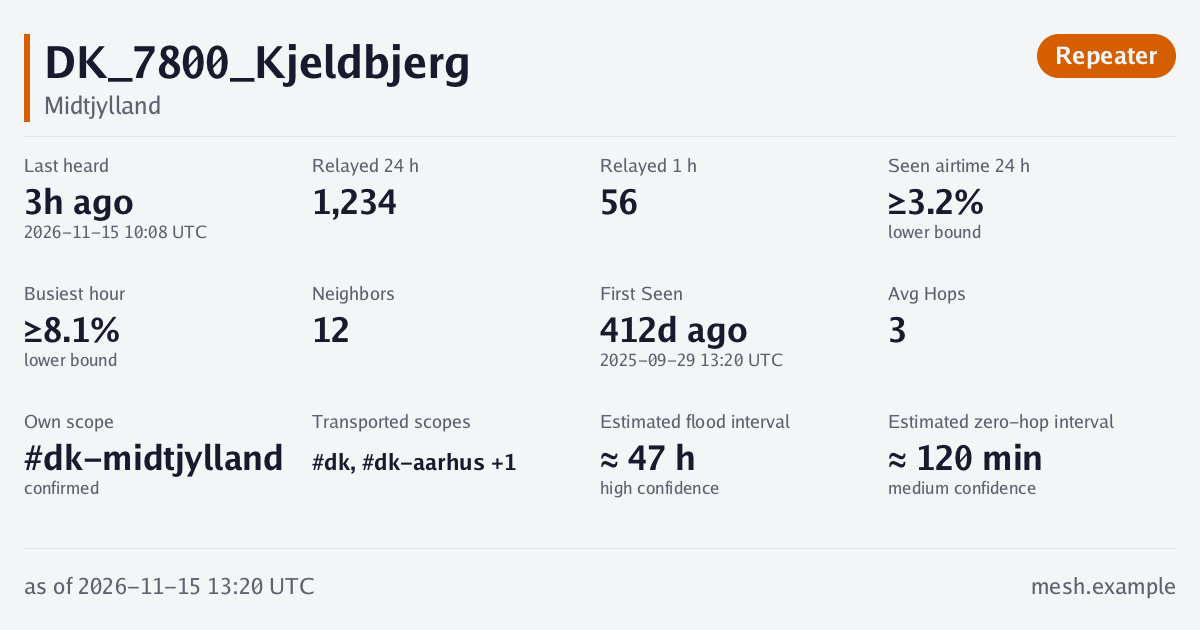 DK_7800_Kjeldbjerg
Repeater
Midtjylland
Last heard
3h ago
2026-11-15 10:08 UTC
Relayed 24 h
1,234
Relayed 1 h
56
Seen airtime 24 h
≥3.2%
lower bound
Busiest hour
≥8.1%
lower bound
Neighbors
12
First Seen
412d ago
2025-09-29 13:20 UTC
Avg Hops
3
Own scope
#dk-midtjylland
confirmed
Transported scopes
#dk, #dk-aarhus +1
Estimated flood interval
≈ 47 h
high confidence
Estimated zero-hop interval
≈ 120 min
medium confidence
as of 2026-11-15 13:20 UTC
mesh.example